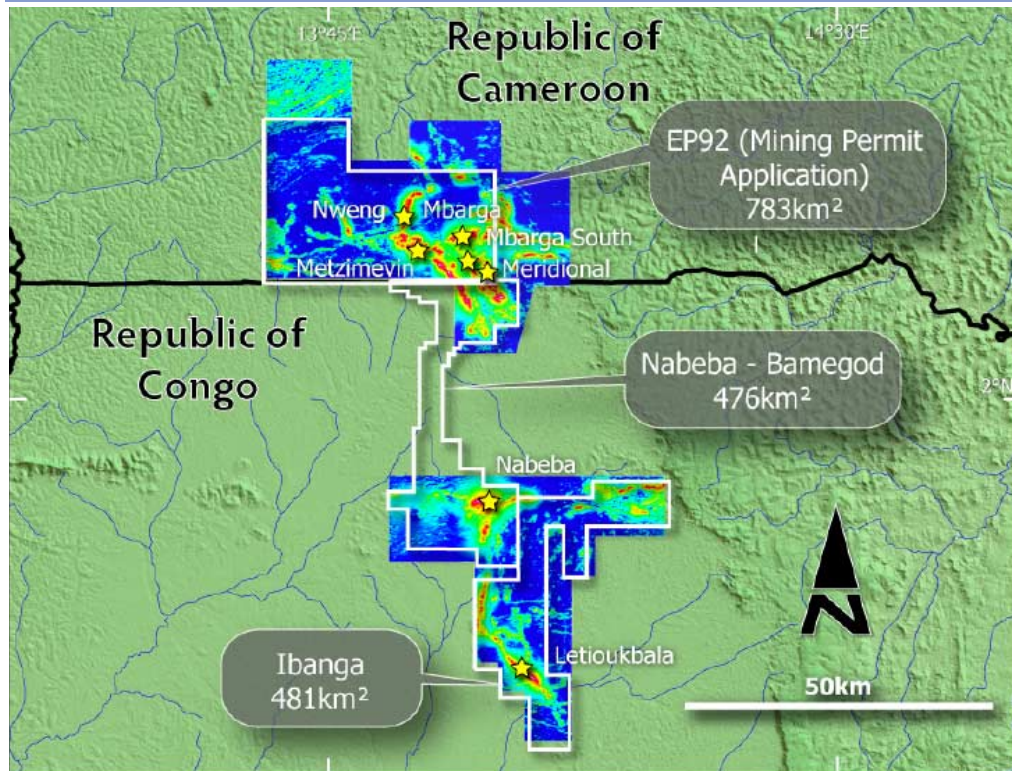 13°45'E
14°30'E
Republic of
Cameroon
EP92 (Mining Permit
Application)
783km²
Nweng
Mbarga
Mbarga South
Metzimevin
Meridional
Republic of
Congo
Nabeba - Bamegod
476km²
2°N
Nabeba
N
Letioukbala
Ibanga
481km²
50km